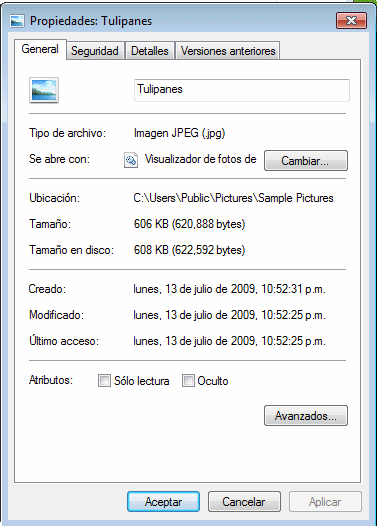 Propiedades: Tulipanes
General Seguridad Detalles Versiones anteriores
Tulipanes
Tipo de archivo: Imagen JPEG (.jpg)
Se abre con: Visualizador de fotos de Cambiar...
Ubicación: C:\Users\Public\Pictures\Sample Pictures
Tamaño: 606 KB (620,888 bytes)
Tamaño en disco: 608 KB (622,592 bytes)
Creado: lunes, 13 de julio de 2009, 10:52:31 p.m.
Modificado: lunes, 13 de julio de 2009, 10:52:25 p.m.
Último acceso: lunes, 13 de julio de 2009, 10:52:25 p.m.
Atributos: Sólo lectura Oculto
Avanzados...
Aceptar Cancelar Aplicar